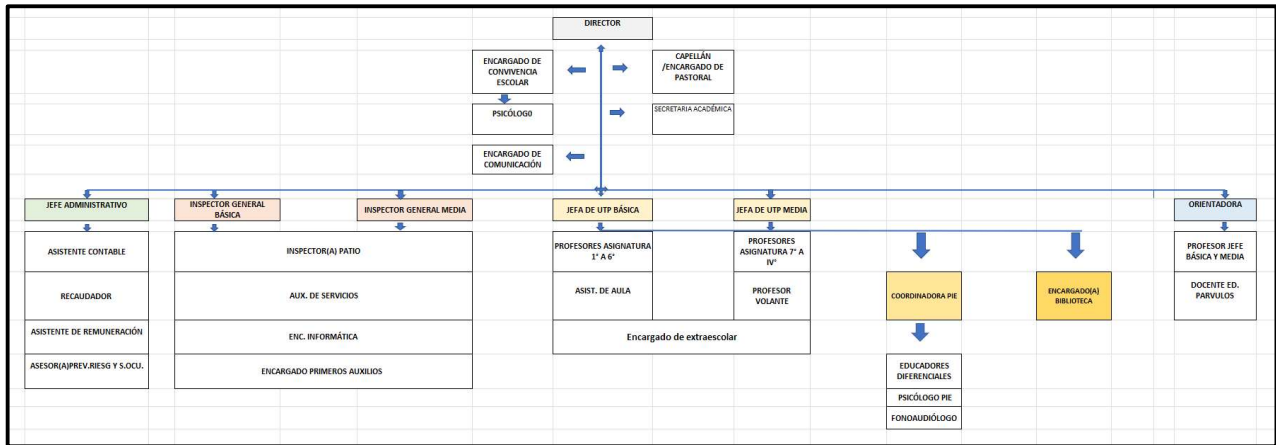 DIRECTOR
ENCARGADO DE
CONVIVENCIA
ESCOLAR
CAPELLÁN
/ENCARGADO DE
PASTORAL
PSICÓLOGO
SECRETARIA ACADÉMICA
ENCARGADO DE
COMUNICACIÓN
JEFE ADMINISTRATIVO
INSPECTOR GENERAL
BÁSICA
INSPECTOR GENERAL MEDIA
JEFA DE UTP BÁSICA
JEFA DE UTP MEDIA
ORIENTADORA
ASISTENTE CONTABLE
INSPECTOR(A) PATIO
PROFESORES ASIGNATURA
1° A 6°
PROFESORES
ASIGNATURA 7° A
IV°
PROFESOR JEFE
BÁSICA Y MEDIA
RECAUDADOR
AUX. DE SERVICIOS
ASIST. DE AULA
PROFESOR
VOLANTE
COORDINADORA PIE
ENCARGADO(A)
BIBLIOTECA
DOCENTE ED.
PARVULOS
ASISTENTE DE REMUNERACIÓN
ENC. INFORMÁTICA
Encargado de extraescolar
ASESOR(A)PREV.RIESG Y S.OCU.
ENCARGADO PRIMEROS AUXILIOS
EDUCADORES
DIFERENCIALES
PSICÓLOGO PIE
FONOAUDIÓLOGO